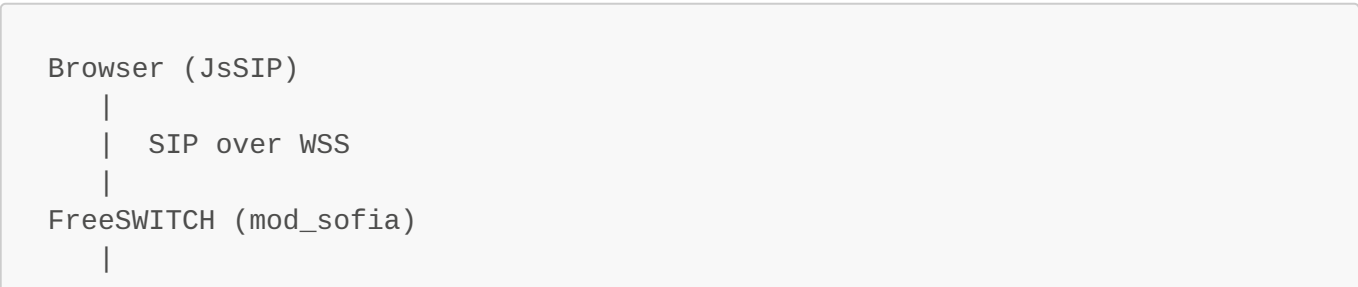 Browser (JsSIP)
|
| SIP over WSS
|
FreeSWITCH (mod_sofia)
|